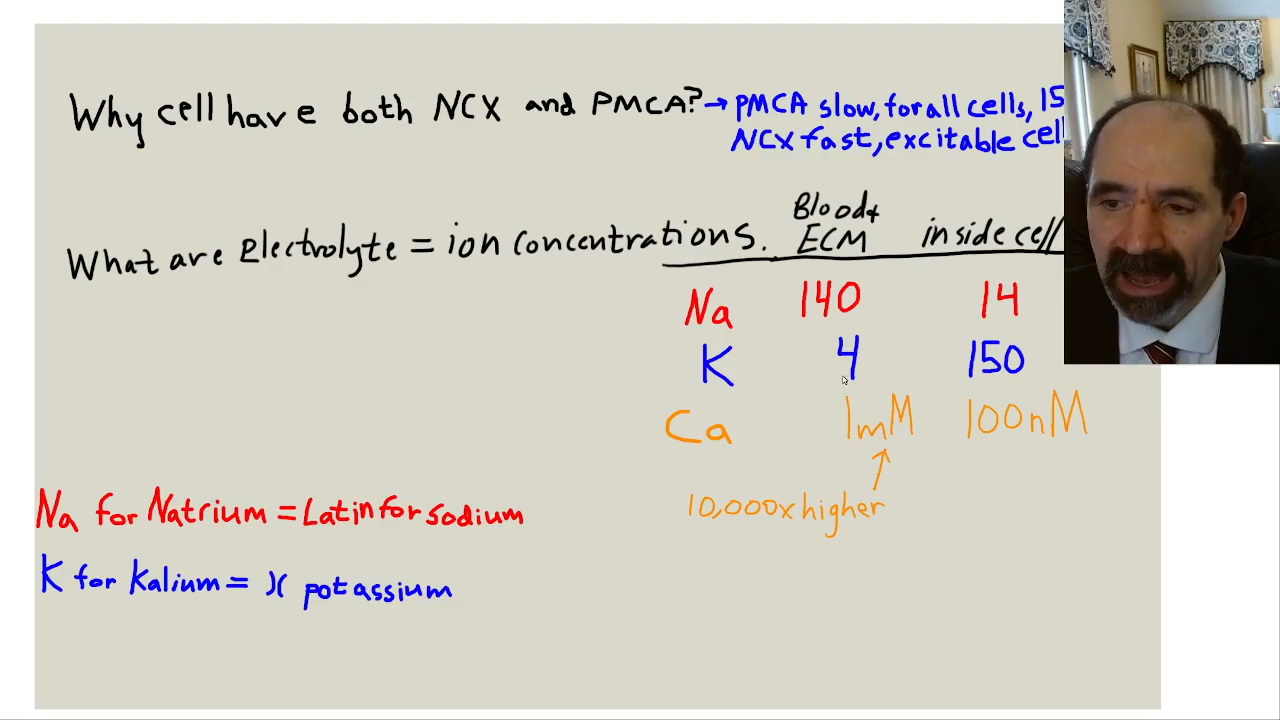 Why cell have both NCX and PMCA? → PMCA slow, for all cells, 15
NCX fast, excitable cell
Blood+
What are Electrolyte = ion concentrations. ECM inside cell
Na 140 14
K 4 150
Ca 1mM 100nM
10,000x higher
Na for Natrium = Latin for sodium
K for Kalium = " potassium